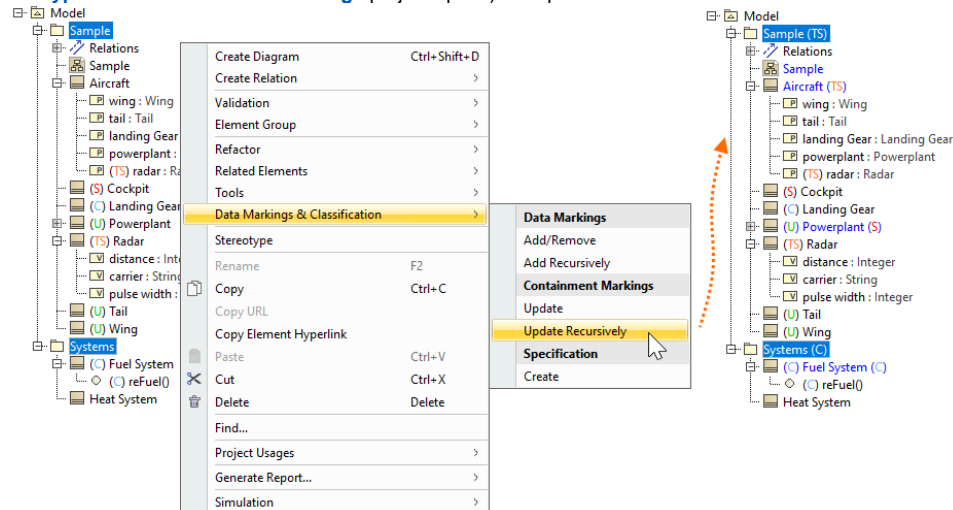 Model
Sample
Relations
Sample
Aircraft
wing : Wing
tail : Tail
landing Gear
powerplant :
(TS) radar : Ra
(S) Cockpit
(C) Landing Gear
(U) Powerplant
(TS) Radar
distance : Inte
carrier : String
pulse width :
(U) Tail
(U) Wing
Systems
(C) Fuel System
(C) reFuel()
Heat System
Create Diagram Ctrl+Shift+D
Create Relation
Validation
Element Group
Refactor
Related Elements
Tools
Data Markings & Classification
Stereotype
Rename F2
Copy Ctrl+C
Copy URL
Copy Element Hyperlink
Paste Ctrl+V
Cut Ctrl+X
Delete Delete
Find...
Project Usages
Generate Report...
Simulation
Data Markings
Add/Remove
Add Recursively
Containment Markings
Update
Update Recursively
Specification
Create
Model
Sample (TS)
Relations
Sample
Aircraft (TS)
wing : Wing
tail : Tail
landing Gear : Landing Gear
powerplant : Powerplant
(TS) radar : Radar
(S) Cockpit
(C) Landing Gear
(U) Powerplant (S)
(TS) Radar
distance : Integer
carrier : String
pulse width : Integer
(U) Tail
(U) Wing
Systems (C)
(C) Fuel System (C)
(C) reFuel()
Heat System